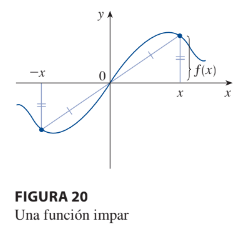 y
−x
0
f(x)
x
x
FIGURA 20
Una función impar